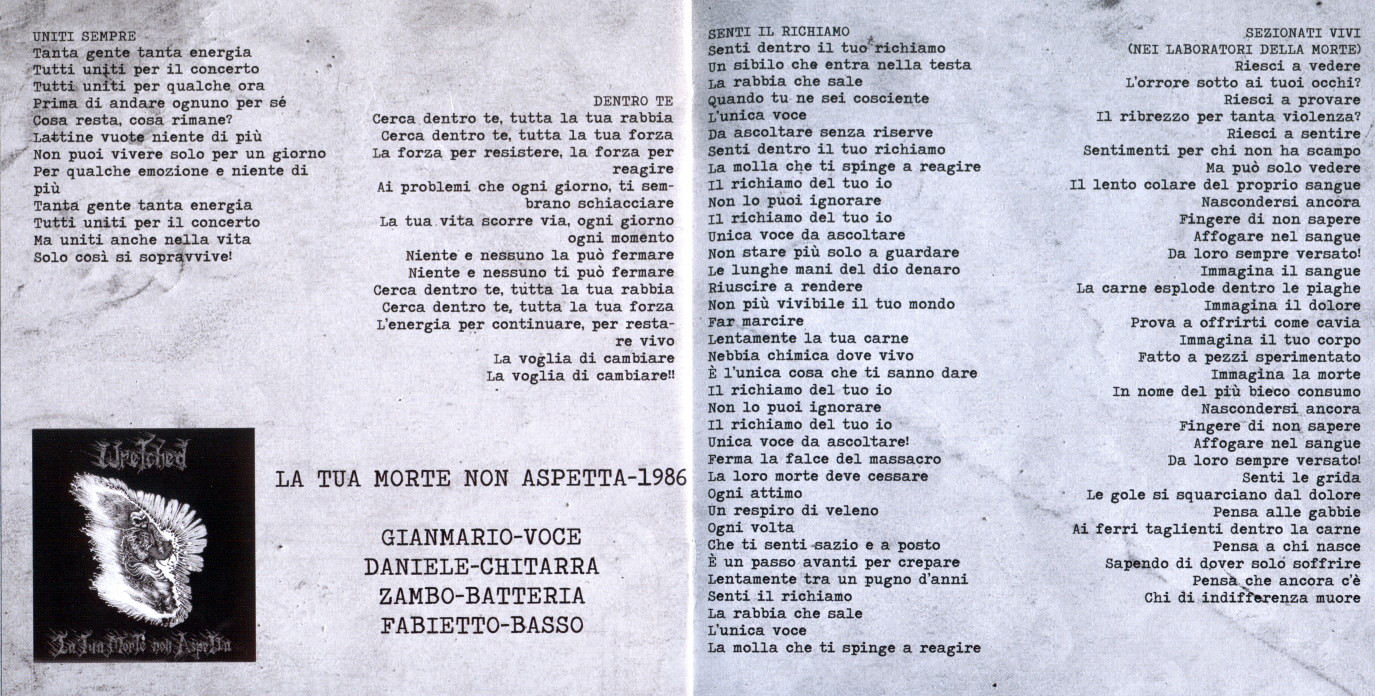 UNITI SEMPRE
Tanta gente tanta energia
Tutti uniti per il concerto
Tutti uniti per qualche ora
Prima di andare ognuno per sé
Cosa resta, cosa rimane?
Lattine vuote niente di più
Non puoi vivere solo per un giorno
Per qualche emozione e niente di
più
Tanta gente tanta energia
Tutti uniti per il concerto
Ma uniti anche nella vita
Solo così si sopravvive!
DENTRO TE
Cerca dentro te, tutta la tua rabbia
Cerca dentro te, tutta la tua forza
La forza per resistere, la forza per
reagire
Ai problemi che ogni giorno, ti sem-
brano schiacciare
La tua vita scorre via, ogni giorno
ogni momento
Niente e nessuno la può fermare
Niente e nessuno ti può fermare
Cerca dentro te, tutta la tua rabbia
Cerca dentro te, tutta la tua forza
L'energia per continuare, per resta-
re vivo
La voglia di cambiare
La voglia di cambiare!!
Wretched
La Tua Morte non Aspetta
LA TUA MORTE NON ASPETTA-1986
GIANMARIO-VOCE
DANIELE-CHITARRA
ZAMBO-BATTERIA
FABIETTO-BASSO
SENTI IL RICHIAMO
Senti dentro il tuo richiamo
Un sibilo che entra nella testa
La rabbia che sale
Quando tu ne sei cosciente
L'unica voce
Da ascoltare senza riserve
Senti dentro il tuo richiamo
La molla che ti spinge a reagire
Il richiamo del tuo io
Non lo puoi ignorare
Il richiamo del tuo io
Unica voce da ascoltare
Non stare più solo a guardare
Le lunghe mani del dio denaro
Riuscire a rendere
Non più vivibile il tuo mondo
Far marcire
Lentamente la tua carne
Nebbia chimica dove vivo
È l'unica cosa che ti sanno dare
Il richiamo del tuo io
Non lo puoi ignorare
Il richiamo del tuo io
Unica voce da ascoltare!
Ferma la falce del massacro
La loro morte deve cessare
Ogni attimo
Un respiro di veleno
Ogni volta
Che ti senti sazio e a posto
È un passo avanti per crepare
Lentamente tra un pugno d'anni
Senti il richiamo
La rabbia che sale
L'unica voce
La molla che ti spinge a reagire
SEZIONATI VIVI
(NEI LABORATORI DELLA MORTE)
Riesci a vedere
L'orrore sotto ai tuoi occhi?
Riesci a provare
Il ribrezzo per tanta violenza?
Riesci a sentire
Sentimenti per chi non ha scampo
Ma può solo vedere
Il lento colare del proprio sangue
Nascondersi ancora
Fingere di non sapere
Affogare nel sangue
Da loro sempre versato!
Immagina il sangue
La carne esplode dentro le piaghe
Immagina il dolore
Prova a offrirti come cavia
Immagina il tuo corpo
Fatto a pezzi sperimentato
Immagina la morte
In nome del più bieco consumo
Nascondersi ancora
Fingere di non sapere
Affogare nel sangue
Da loro sempre versato!
Senti le grida
Le gole si squarciano dal dolore
Pensa alle gabbie
Ai ferri taglienti dentro la carne
Pensa a chi nasce
Sapendo di dover solo soffrire
Pensa che ancora c'è
Chi di indifferenza muore